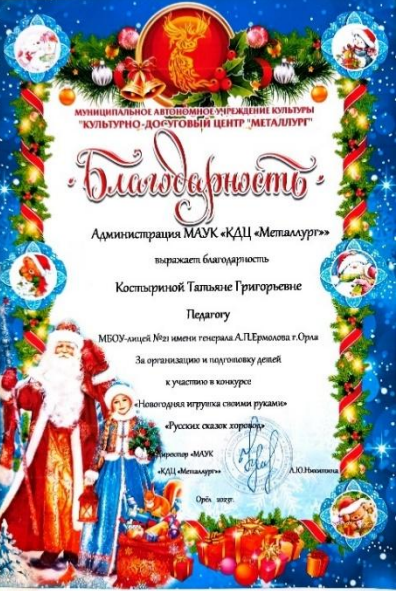 МУНИЦИПАЛЬНОЕ АВТОНОМНОЕ УЧРЕЖДЕНИЕ КУЛЬТУРЫ
"КУЛЬТУРНО-ДОСУГОВЫЙ ЦЕНТР "МЕТАЛЛУРГ"
Благодарность
Администрация МАУК «КДЦ «Металлург»»
выражает благодарность
Костыриной Татьяне Григорьевне
Педагогу
МБОУ-лицей №21 имени генерала А.П.Ермолова г.Орла
За организацию и подготовку детей
к участию в конкурсе
«Новогодняя игрушка своими руками»
«Русских сказок хоровод»
Директор «МАУК
«КДЦ «Металлург»» Л.Ю.Никитина
Орёл